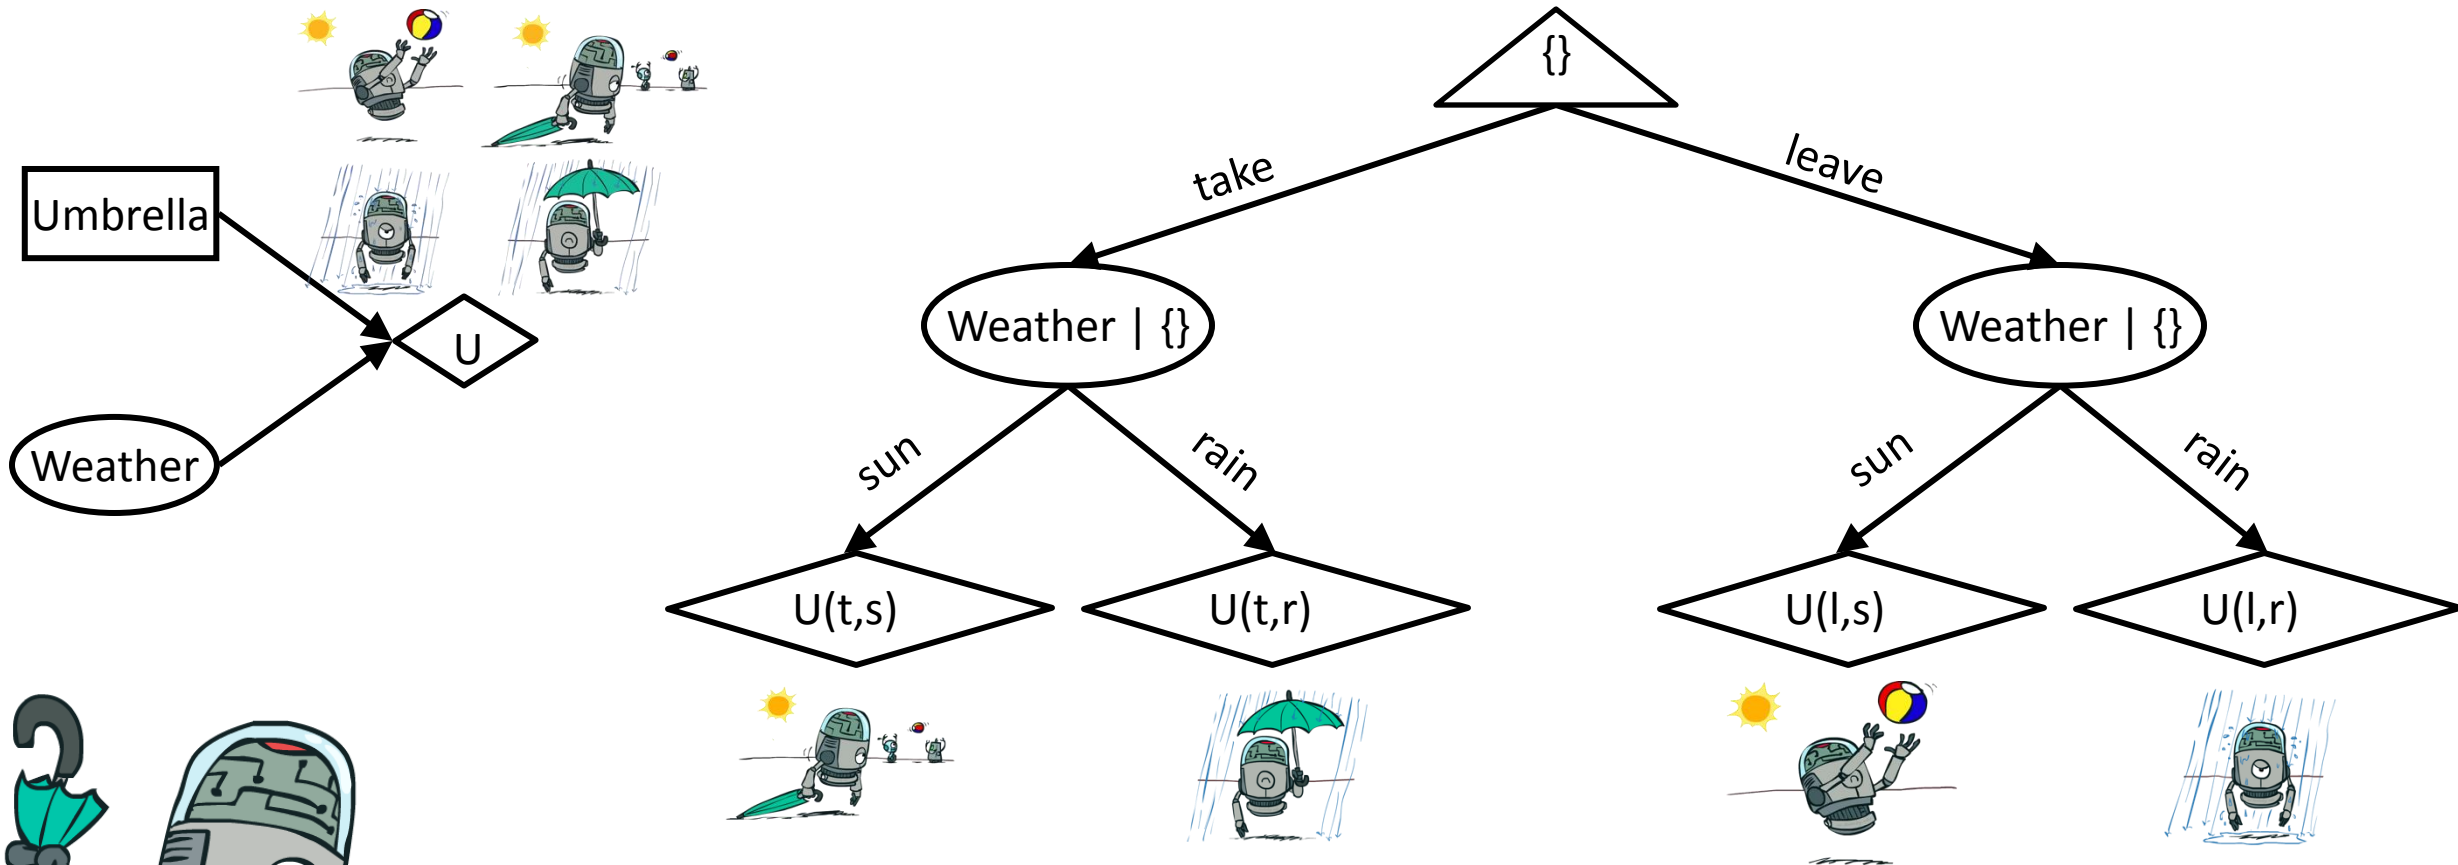 {}
take
leave
Umbrella
Weather | {}
Weather | {}
U
Weather
sun
rain
sun
rain
U(t,s)
U(t,r)
U(l,s)
U(l,r)